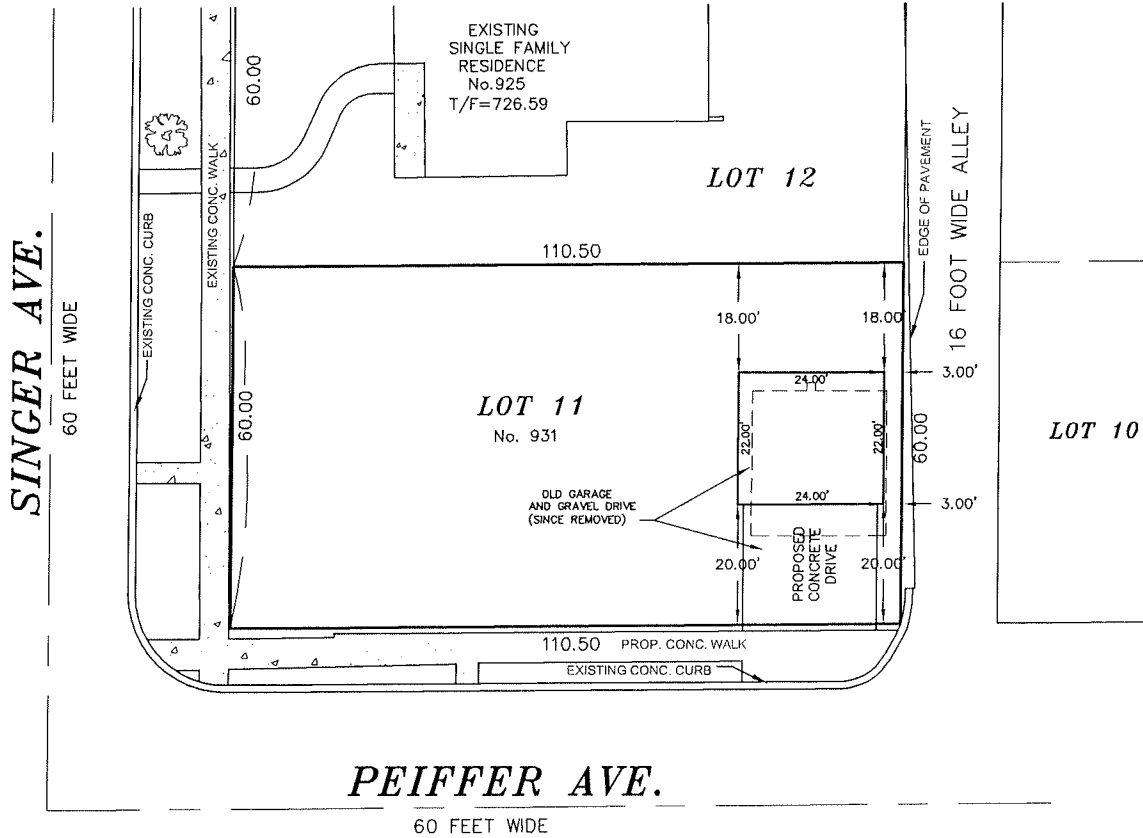 EXISTING
SINGLE FAMILY
RESIDENCE
No.925
T/F=726.59
60.00
EXISTING CONC. WALK
EXISTING CONC. CURB
SINGER AVE.
60 FEET WIDE
LOT 12
EDGE OF PAVEMENT
16 FOOT WIDE ALLEY
110.50
18.00'
18.00'
3.00'
24.00'
60.00
LOT 11
No. 931
22.00'
22.00'
60.00
LOT 10
24.00'
3.00'
OLD GARAGE
AND GRAVEL DRIVE
(SINCE REMOVED)
20.00'
PROPOSED
CONCRETE
DRIVE
20.00'
110.50
PROP. CONC. WALK
EXISTING CONC. CURB
PEIFFER AVE.
60 FEET WIDE